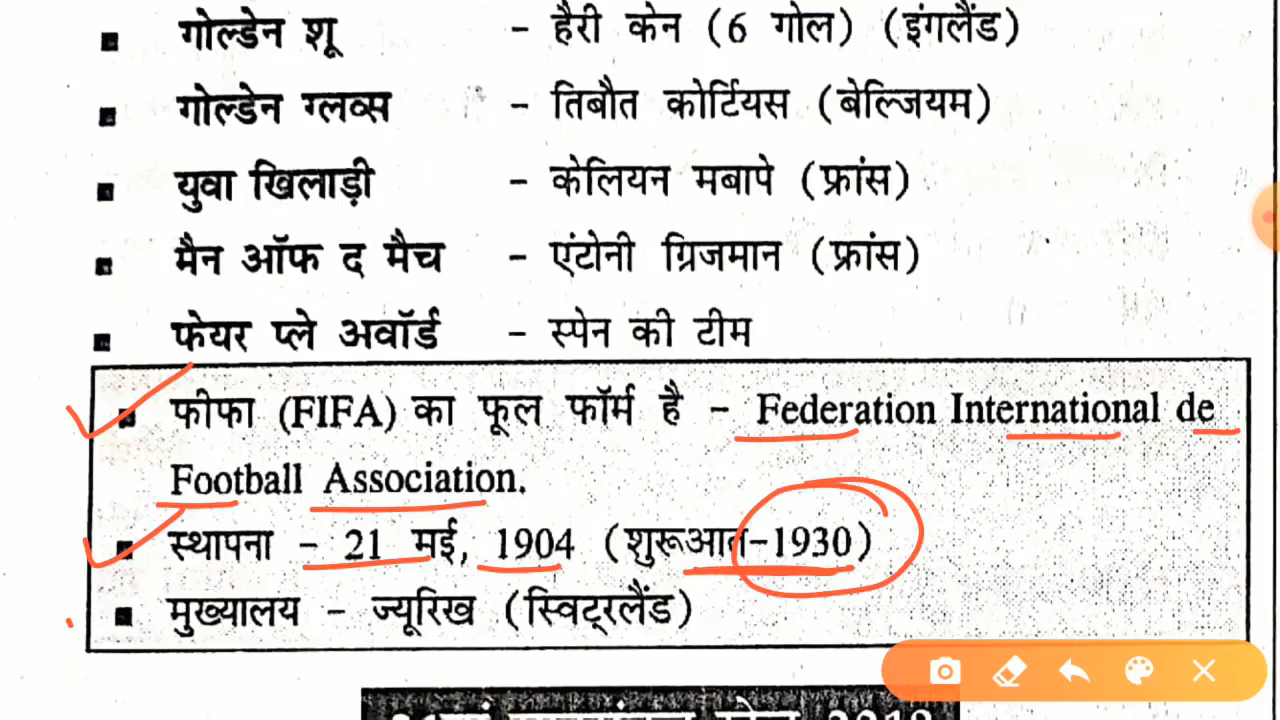 ▪ गोल्डेन शू - हैरी केन (6 गोल) (इंगलैंड)
▪ गोल्डेन ग्लव्स - तिबौत कोर्टियस (बेल्जियम)
▪ युवा खिलाड़ी - केलियन मबापे (फ्रांस)
▪ मैन ऑफ द मैच - एंटोनी ग्रिजमान (फ्रांस)
▪ फेयर प्ले अवॉर्ड - स्पेन की टीम
▪ फीफा (FIFA) का फूल फॉर्म है - Federation International de
Football Association.
▪ स्थापना - 21 मई, 1904 (शुरूआत-1930)
▪ मुख्यालय - ज्यूरिख (स्विट्रलैंड)